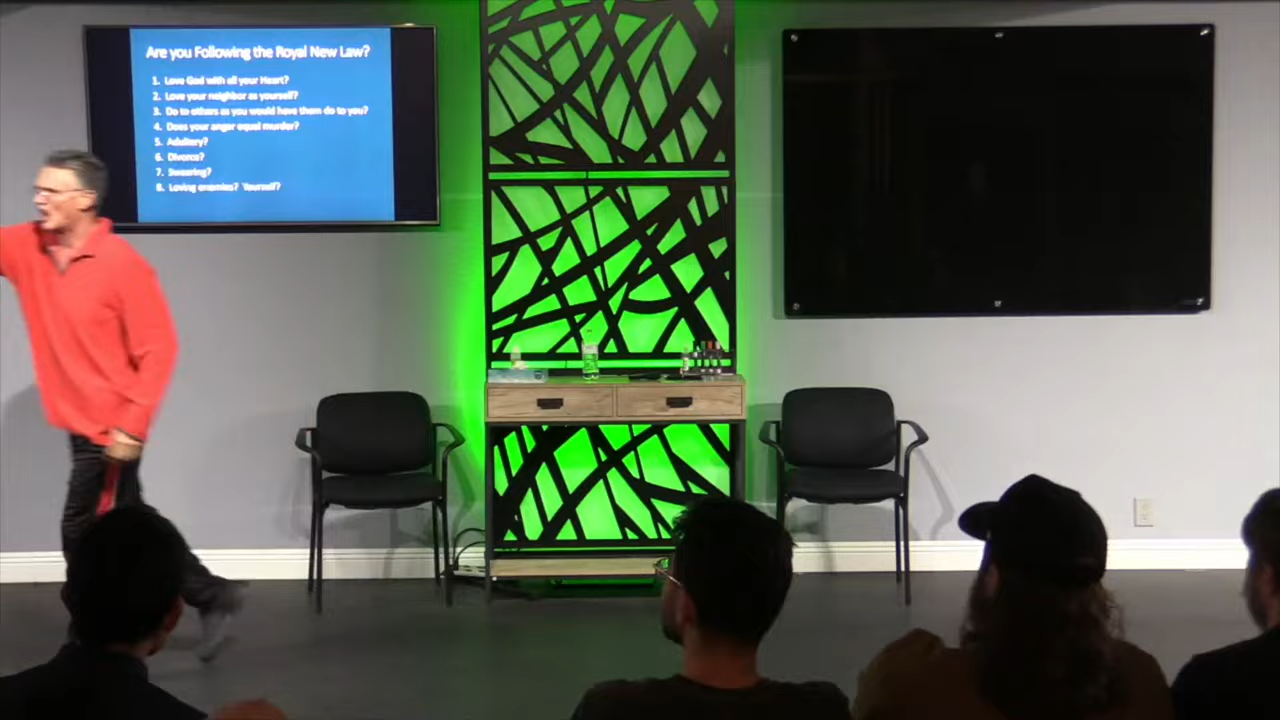 Are you Following the Royal New Law?
1. Love God with all your Heart?
2. Love your neighbor as yourself?
3. Do to others as you would have them do to you?
4. Does your anger equal murder?
5. Adultery?
6. Divorce?
7. Swearing?
8. Loving enemies? Yourself?